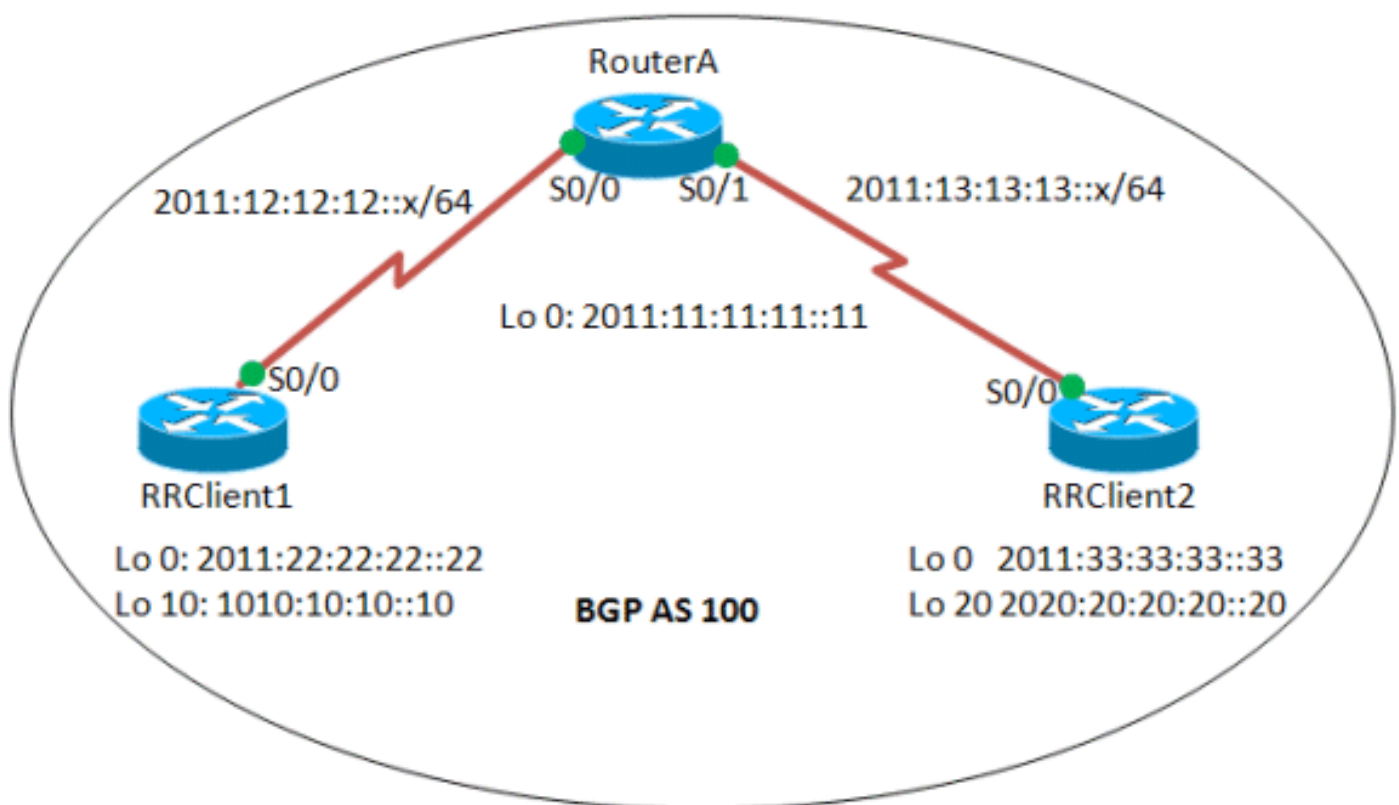 RouterA
2011:12:12:12::x/64
S0/0
S0/1
2011:13:13:13::x/64
Lo 0: 2011:11:11:11::11
S0/0
S0/0
RRClient1
RRClient2
Lo 0: 2011:22:22:22::22
Lo 10: 1010:10:10::10
BGP AS 100
Lo 0 2011:33:33:33::33
Lo 20 2020:20:20:20::20